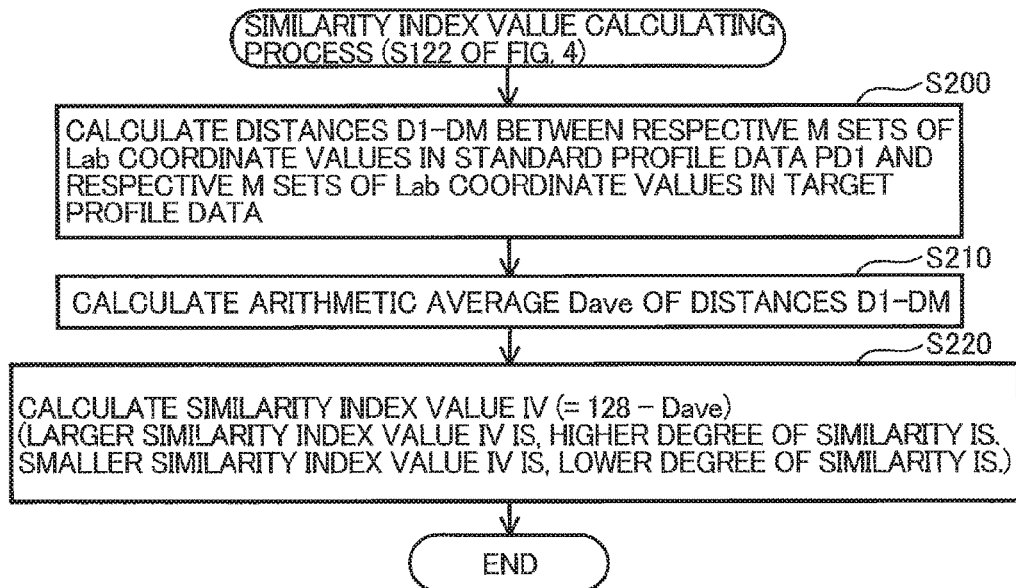 SIMILARITY INDEX VALUE CALCULATING
PROCESS (S122 OF FIG. 4)
S200
CALCULATE DISTANCES D1-DM BETWEEN RESPECTIVE M SETS OF
Lab COORDINATE VALUES IN STANDARD PROFILE DATA PD1 AND
RESPECTIVE M SETS OF Lab COORDINATE VALUES IN TARGET
PROFILE DATA
S210
CALCULATE ARITHMETIC AVERAGE Dave OF DISTANCES D1-DM
S220
CALCULATE SIMILARITY INDEX VALUE IV (= 128 – Dave)
(LARGER SIMILARITY INDEX VALUE IV IS, HIGHER DEGREE OF SIMILARITY IS.
SMALLER SIMILARITY INDEX VALUE IV IS, LOWER DEGREE OF SIMILARITY IS.)
END